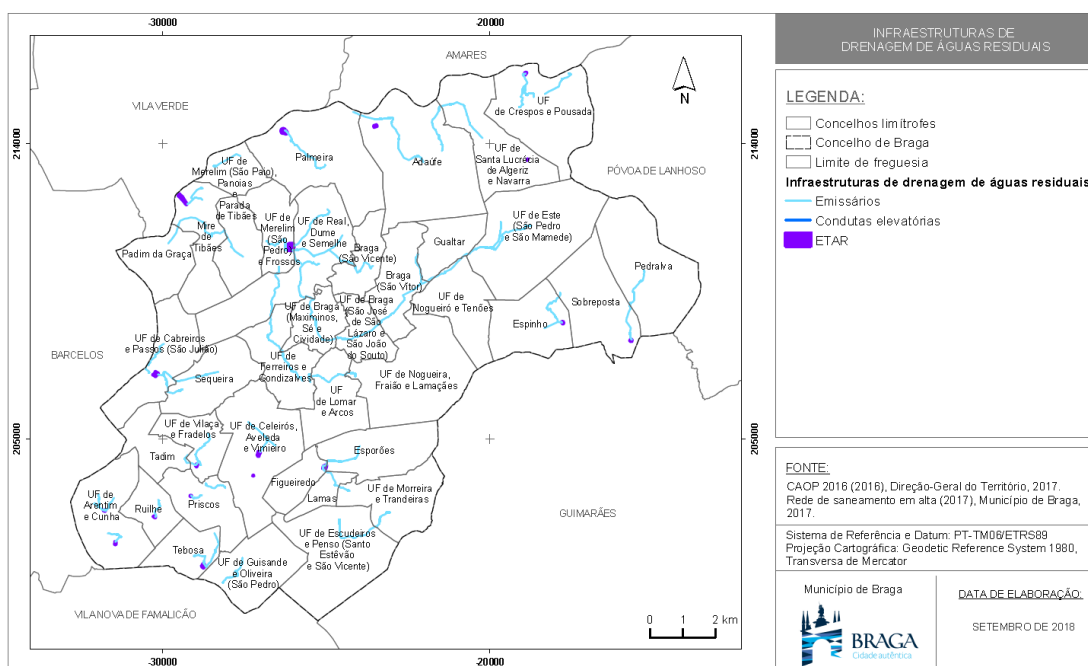 -30000
-20000
INFRAESTRUTURAS DE
DRENAGEM DE ÁGUAS RESIDUAIS
AMARES
VILA VERDE
N
UF
de Crespos e Pousada
214000
214000
Palmeira
Adaúfe
UF de
Santa Lucrécia
de Algeriz
e Navarra
PÓVOA DE LANHOSO
UF de
Merelim (São Paio),
Panoias
e
Parada
de Tibães
Mire
de
Tibães
UF de
Merelim
(São
Pedro)
e Frossos
UF de Real,
Dume
e Semelhe
Braga
(São Vicente)
Gualtar
UF de Este
(São Pedro
e São Mamede)
Padim da Graça
Braga
(São Vítor)
Pedralva
UF de
Nogueiró e Tenões
Sobreposta
Espinho
UF de Braga
(Maximinos,
Sé e
Cividade)
UF de Braga
(São José
de São
Lázaro e
São João
do Souto)
UF de Cabreiros
e Passos (São Julião)
BARCELOS
Sequeira
UF de
Ferreiros e
Gondizalves
UF de Nogueira,
Fraião e Lamaçães
UF
de Lomar
e Arcos
205000
205000
UF de Vilaça
e Fradelos
UF de Celeirós,
Aveleda
e Vimieiro
Tadim
Esporões
Figueiredo
Lamas
UF de Morreira
e Trandeiras
UF de
Arentim
e Cunha
Ruilhe
Priscos
GUIMARÃES
UF de Escudeiros
e Penso (Santo
Estêvão
e São Vicente)
Tebosa
UF de Guisande
e Oliveira
(São Pedro)
VILA NOVA DE FAMALICÃO
0 1 2 km
-30000
-20000
LEGENDA:
Concelhos limítrofes
Concelho de Braga
Limite de freguesia
Infraestruturas de drenagem de águas residuais
Emissários
Condutas elevatórias
ETAR
FONTE:
CAOP 2016 (2016), Direção-Geral do Território, 2017.
Rede de saneamento em alta (2017), Município de Braga,
2017.
Sistema de Referência e Datum: PT-TM06/ETRS89
Projeção Cartográfica: Geodetic Reference System 1980,
Transversa de Mercator
Município de Braga
BRAGA
Cidade autêntica
DATA DE ELABORAÇÃO:
SETEMBRO DE 2018